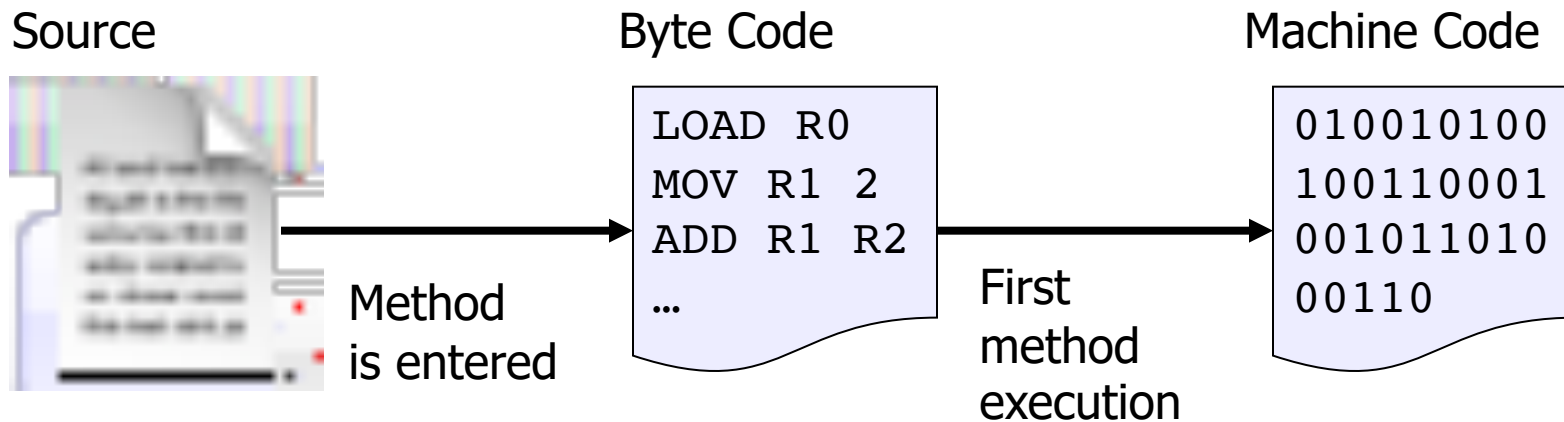 Source
Byte Code
Machine Code
LOAD R0
MOV R1 2
ADD R1 R2
…
010010100
100110001
001011010
00110
Method
is entered
First
method
execution